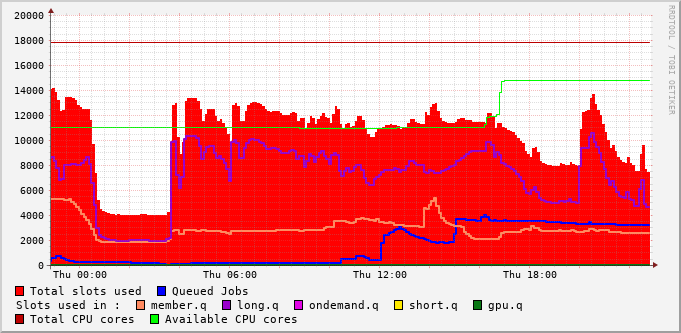 20000
18000
16000
14000
12000
10000
8000
6000
4000
2000
0
Thu 00:00 Thu 06:00 Thu 12:00 Thu 18:00
Total slots used Queued Jobs
Slots used in : member.q long.q ondemand.q short.q gpu.q
Total CPU cores Available CPU cores
RRDTOOL / TOBI OETIKER